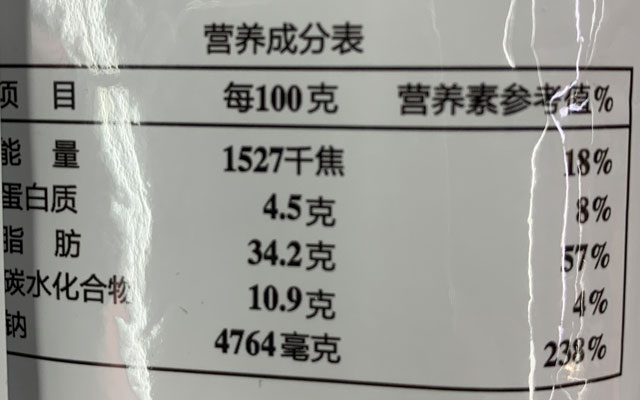 营养成分表
项 目 每100克 营养素参考值%
能 量 1527千焦 18%
蛋白质 4.5克 8%
脂 肪 34.2克 57%
碳水化合物 10.9克 4%
钠 4764毫克 238%